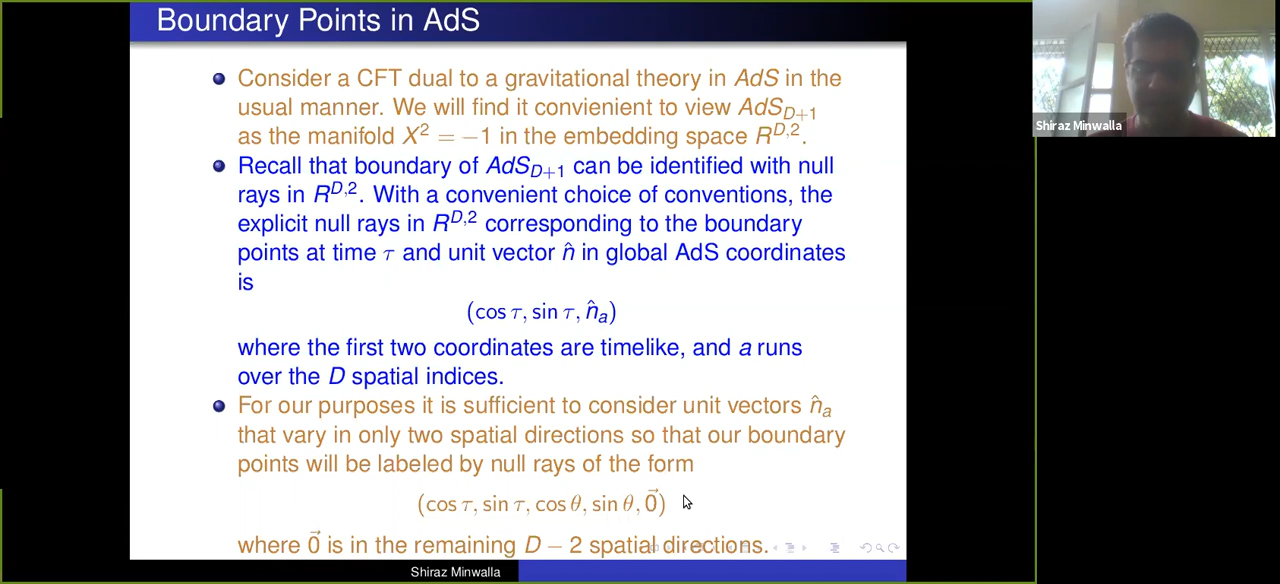 Boundary Points in AdS
Consider a CFT dual to a gravitational theory in AdS in the
usual manner. We will find it convienient to view AdS_{D+1}
as the manifold X² = −1 in the embedding space R^{D,2}.
Recall that boundary of AdS_{D+1} can be identified with null
rays in R^{D,2}. With a convenient choice of conventions, the
explicit null rays in R^{D,2} corresponding to the boundary
points at time τ and unit vector n̂ in global AdS coordinates
is
(cos τ, sin τ, n̂_a)
where the first two coordinates are timelike, and a runs
over the D spatial indices.
For our purposes it is sufficient to consider unit vectors n̂_a
that vary in only two spatial directions so that our boundary
points will be labeled by null rays of the form
(cos τ, sin τ, cos θ, sin θ, 0⃗)
where 0⃗ is in the remaining D − 2 spatial directions.
Shiraz Minwalla
Shiraz Minwalla